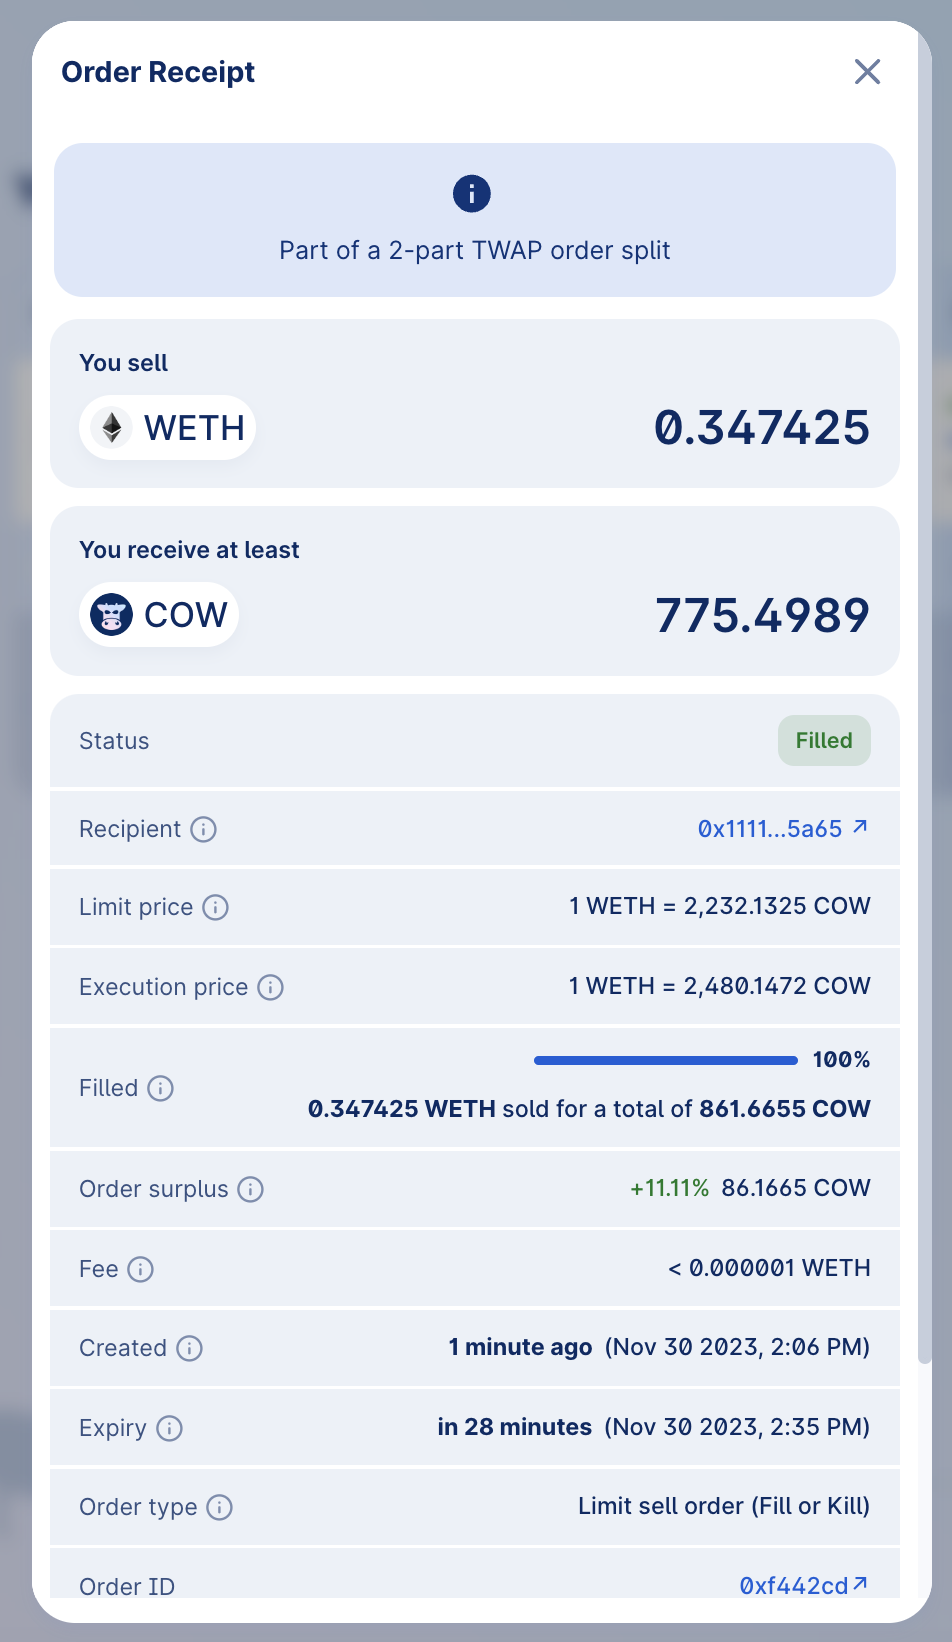 Order Receipt
Part of a 2-part TWAP order split
You sell
WETH 0.347425
You receive at least
COW 775.4989
Status Filled
Recipient 0x1111...5a65
Limit price 1 WETH = 2,232.1325 COW
Execution price 1 WETH = 2,480.1472 COW
100%
Filled
0.347425 WETH sold for a total of 861.6655 COW
Order surplus +11.11% 86.1665 COW
Fee < 0.000001 WETH
Created 1 minute ago (Nov 30 2023, 2:06 PM)
Expiry in 28 minutes (Nov 30 2023, 2:35 PM)
Order type Limit sell order (Fill or Kill)
Order ID 0xf442cd